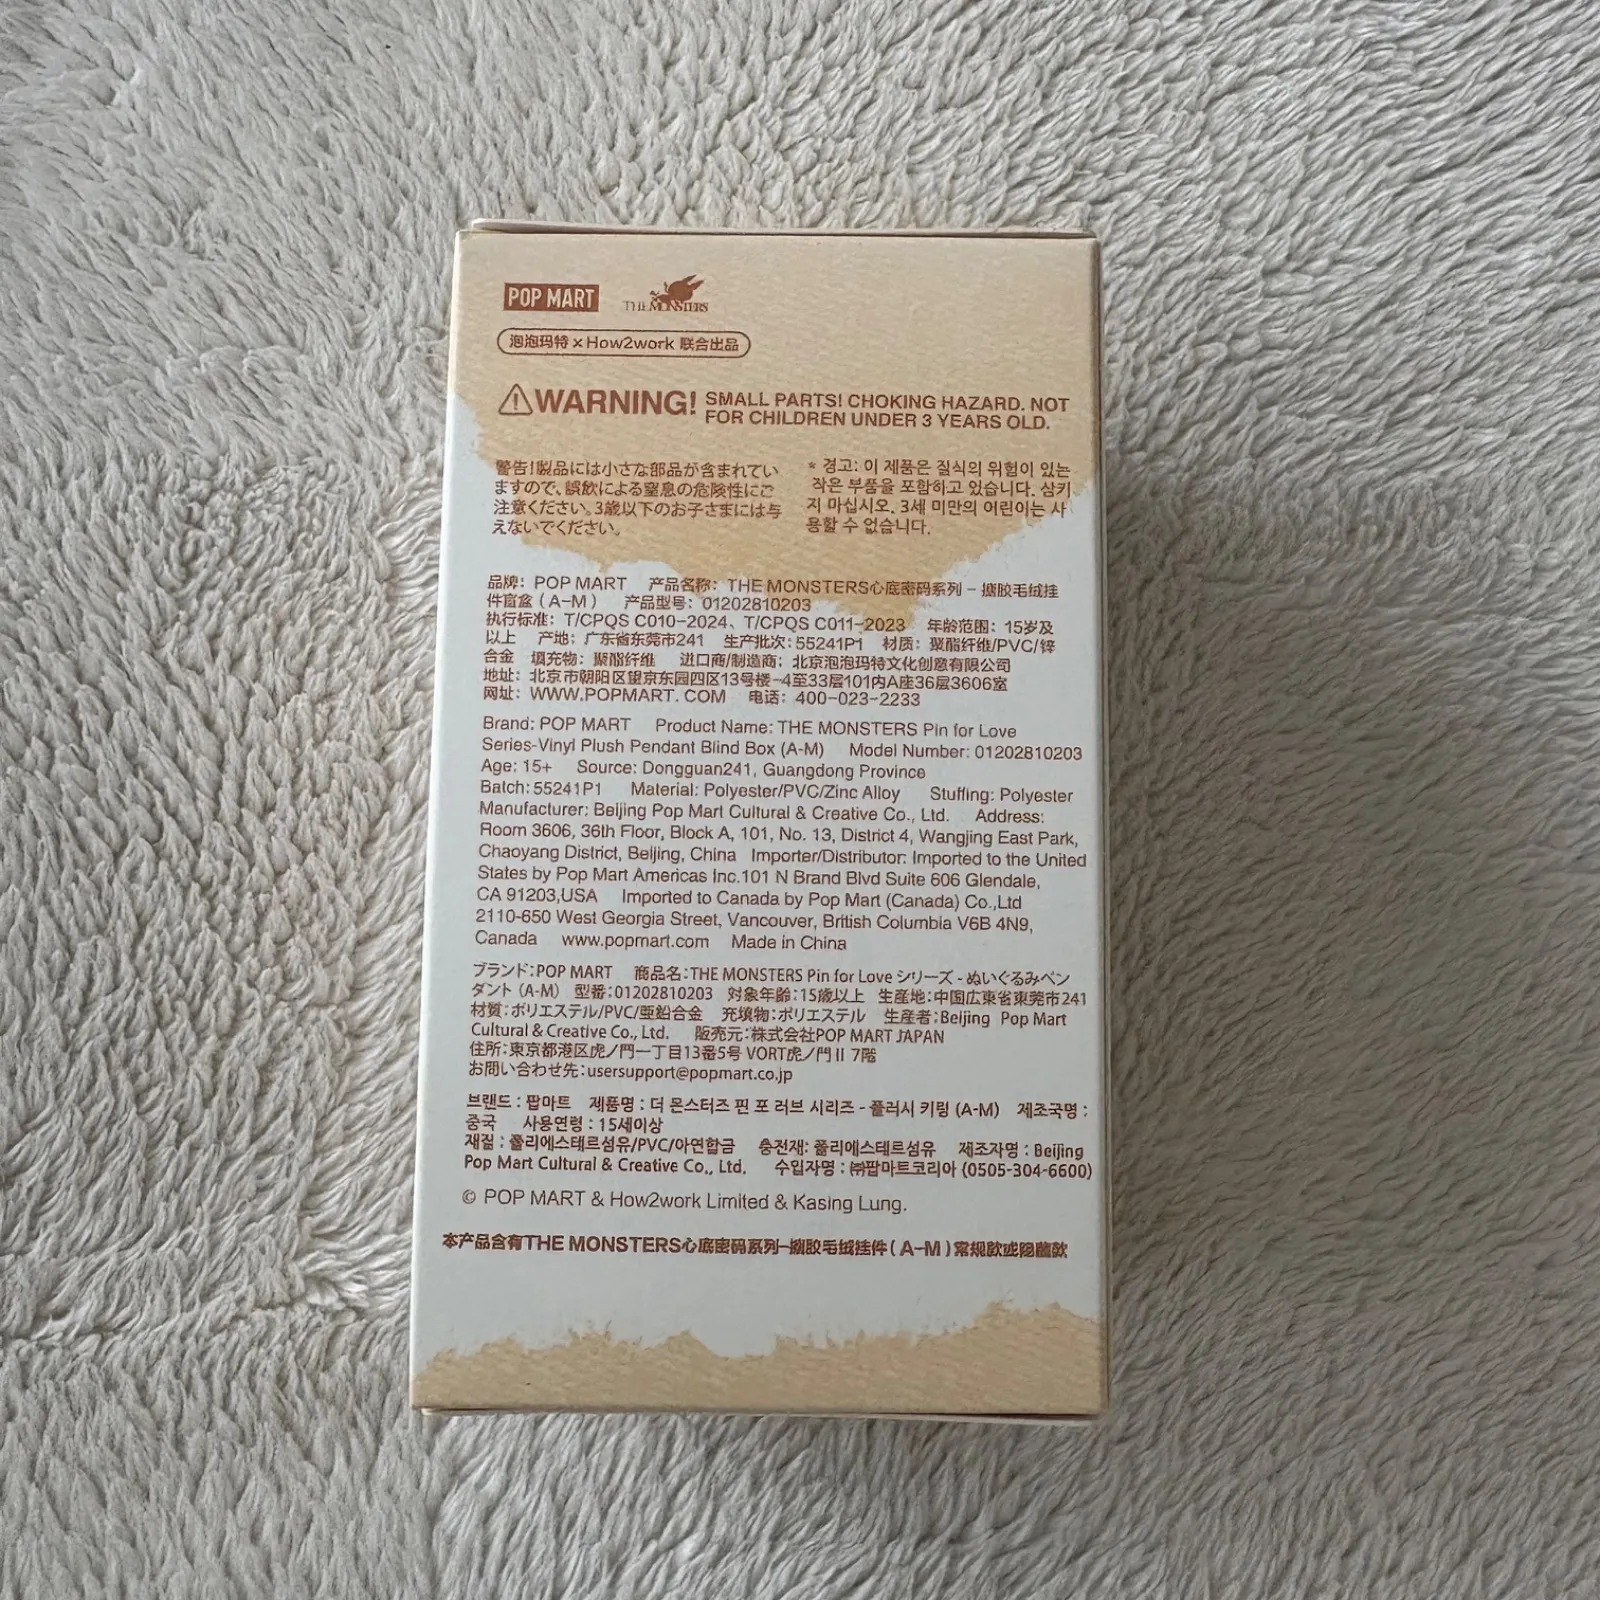 POP MART
THE MONSTERS
泡泡玛特 × How2work 联合出品
WARNING! SMALL PARTS! CHOKING HAZARD. NOT
FOR CHILDREN UNDER 3 YEARS OLD.
警告!製品には小さな部品が含まれてい
ますので、誤飲による窒息の危険性にご
注意ください。3歳以下のお子さまには与
えないでください。
* 경고: 이 제품은 질식의 위험이 있는
작은 부품을 포함하고 있습니다. 삼키
지 마십시오. 3세 미만의 어린이는 사
용할 수 없습니다.
品牌: POP MART 产品名称: THE MONSTERS心底密码系列 – 搪胶毛绒挂
件盲盒 (A–M) 产品型号: 01202810203
执行标准: T/CPQS C010–2024、T/CPQS C011–2023 年龄范围: 15岁及
以上 产地: 广东省东莞市241 生产批次: 55241P1 材质: 聚酯纤维/PVC/锌
合金 填充物: 聚酯纤维 进口商/制造商: 北京泡泡玛特文化创意有限公司
地址: 北京市朝阳区望京东园四区13号楼–4至33层101内A座36层3606室
网址: WWW.POPMART.COM 电话: 400–023–2233
Brand: POP MART Product Name: THE MONSTERS Pin for Love
Series-Vinyl Plush Pendant Blind Box (A-M) Model Number: 01202810203
Age: 15+ Source: Dongguan241, Guangdong Province
Batch: 55241P1 Material: Polyester/PVC/Zinc Alloy Stuffing: Polyester
Manufacturer: Beijing Pop Mart Cultural & Creative Co., Ltd. Address:
Room 3606, 36th Floor, Block A, 101, No. 13, District 4, Wangjing East Park,
Chaoyang District, Beijing, China Importer/Distributor: Imported to the United
States by Pop Mart Americas Inc.101 N Brand Blvd Suite 606 Glendale,
CA 91203,USA Imported to Canada by Pop Mart (Canada) Co.,Ltd
2110-650 West Georgia Street, Vancouver, British Columbia V6B 4N9,
Canada www.popmart.com Made in China
ブランド:POP MART 商品名:THE MONSTERS Pin for Love シリーズ - ぬいぐるみペン
ダント (A-M) 型番:01202810203 対象年齢:15歳以上 生産地:中国広東省東莞市241
材質:ポリエステル/PVC/亜鉛合金 充填物:ポリエステル 生産者:Beijing Pop Mart
Cultural & Creative Co., Ltd. 販売元:株式会社POP MART JAPAN
住所:東京都港区虎ノ門一丁目13番5号 VORT虎ノ門II 7階
お問い合わせ先:usersupport@popmart.co.jp
브랜드 : 팝마트 제품명 : 더 몬스터즈 핀 포 러브 시리즈 - 플러시 키링 (A-M) 제조국명 :
중국 사용연령 : 15세이상
재질 : 폴리에스테르섬유/PVC/아연합금 충전재: 폴리에스테르섬유 제조자명 : Beijing
Pop Mart Cultural & Creative Co., Ltd. 수입자명 : ㈜팝마트코리아 (0505-304-6600)
© POP MART & How2work Limited & Kasing Lung.
本产品含有THE MONSTERS心底密码系列–搪胶毛绒挂件(A–M)常规款或隐藏款